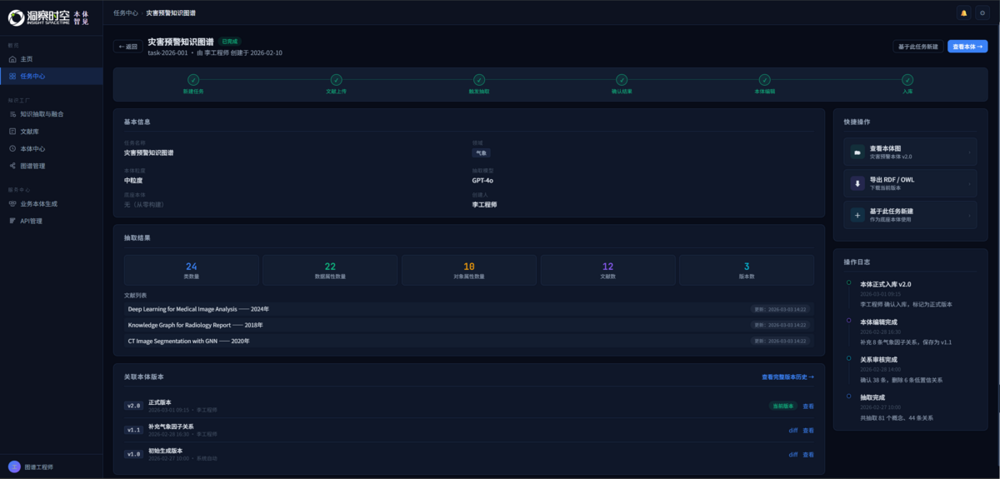 洞察时空 本体智见
INSIGHT SPACETIME
任务中心 › 灾害预警知识图谱
主页
任务中心
知识工厂
知识抽取与融合
文献库
本体中心
图谱管理
服务中心
业务本体生成
API管理
图谱工程师
← 返回
灾害预警知识图谱 已完成
task-2026-001 • 由 李工程师 创建于 2026-02-10
基于此任务新建
查看本体 →
新建任务
文献上传
触发抽取
确认结果
本体编辑
入库
基本信息
任务名称
灾害预警知识图谱
领域
气象
本体粒度
中粒度
抽取模型
GPT-4o
底座本体
无（从零构建）
创建人
李工程师
抽取结果
24
类数量
22
数据属性数量
10
对象属性数量
12
文献数
3
版本数
文献列表
Deep Learning for Medical Image Analysis —— 2024年
更新：2026-03-03 14:22
Knowledge Graph for Radiology Report —— 2018年
更新：2026-03-03 14:22
CT Image Segmentation with GNN —— 2020年
更新：2026-03-03 14:22
关联本体版本
查看完整版本历史 →
v2.0
正式版本
2026-03-01 09:15 • 李工程师
当前版本 查看
v1.1
补充气象因子关系
2026-02-28 16:30 • 李工程师
diff 查看
v1.0
初始生成版本
2026-02-27 10:00 • 系统自动
diff 查看
快捷操作
查看本体图
灾害预警本体 v2.0
导出 RDF / OWL
下载当前版本
基于此任务新建
作为底座本体使用
操作日志
本体正式入库 v2.0
2026-03-01 09:15
李工程师 确认入库，标记为正式版本
本体编辑完成
2026-02-28 16:30
补充 8 条气象因子关系，保存为 v1.1
关系审核完成
2026-02-28 14:00
确认 38 条，删除 6 条低置信关系
抽取完成
2026-02-27 10:00
共抽取 81 个概念、44 条关系